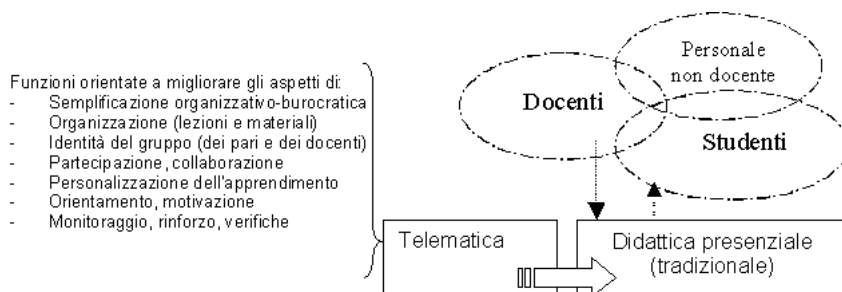 Funzioni orientate a migliorare gli aspetti di:
- Semplificazione organizzativo-burocratica
- Organizzazione (lezioni e materiali)
- Identità del gruppo (dei pari e dei docenti)
- Partecipazione, collaborazione
- Personalizzazione dell'apprendimento
- Orientamento, motivazione
- Monitoraggio, rinforzo, verifiche
Personale
non docente
Docenti
Studenti
Telematica
Didattica presenziale
(tradizionale)